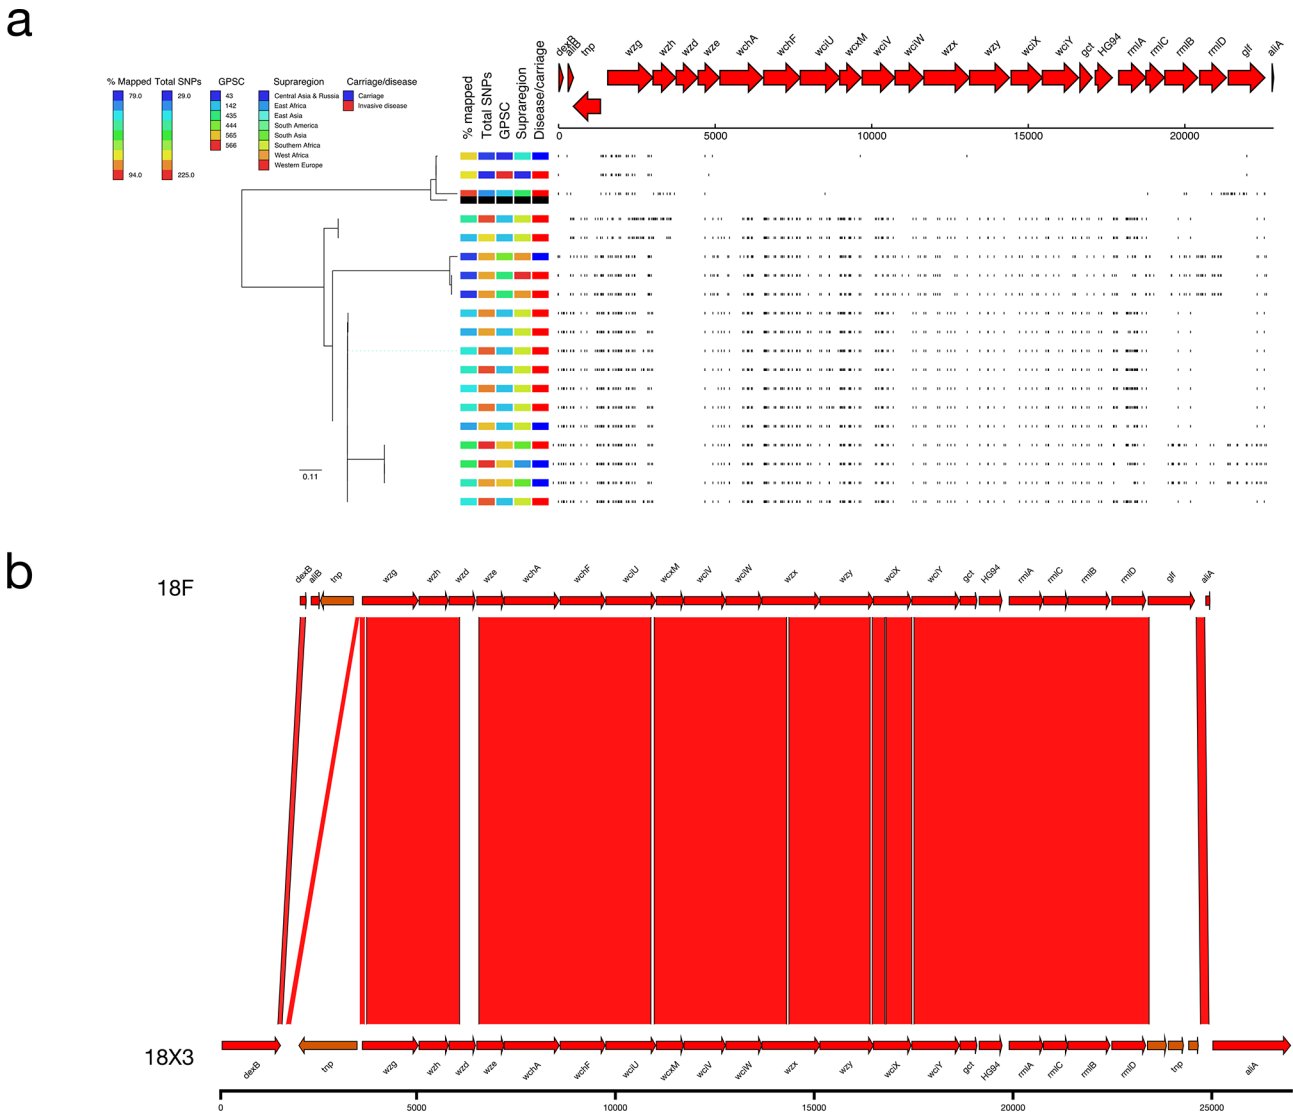 a
dexB aliB tnp wzg wzh wzd wze wchA wchF wciU wcxM wciV wciW wzx wzy wciX wciY gct HG94 rmlA rmlC rmlB rmlD glf aliA
% Mapped Total SNPs GPSC Supraregion Carriage/disease
79.0 29.0 43 Central Asia & Russia Carriage
142 East Africa Invasive disease
435 East Asia
444 South America
565 South Asia
566 Southern Africa
West Africa
94.0 225.0 Western Europe
% mapped
Total SNPs
GPSC
Supraregion
Disease/carriage
0 5000 10000 15000 20000
0.11
b
18F
dexB aliB tnp wzg wzh wzd wze wchA wchF wciU wcxM wciV wciW wzx wzy wciX wciY gct HG94 rmlA rmlC rmlB rmlD glf aliA
18X3
dexB tnp wzg wzh wzd wze wchA wchF wciU wcxM wciV wciW wzx wzy wciX wciY gct HG94 rmlA rmlC rmlB rmlD tnp aliA
0 5000 10000 15000 20000 25000